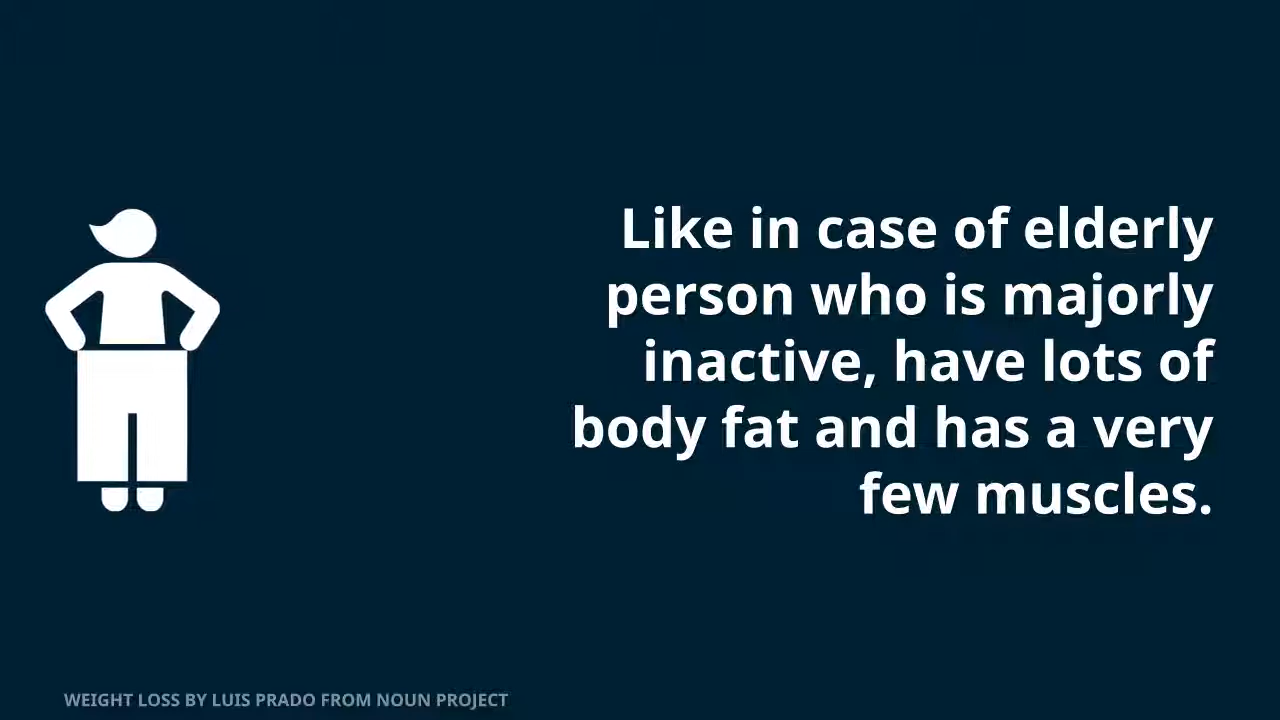 Like in case of elderly
person who is majorly
inactive, have lots of
body fat and has a very
few muscles.
WEIGHT LOSS BY LUIS PRADO FROM NOUN PROJECT